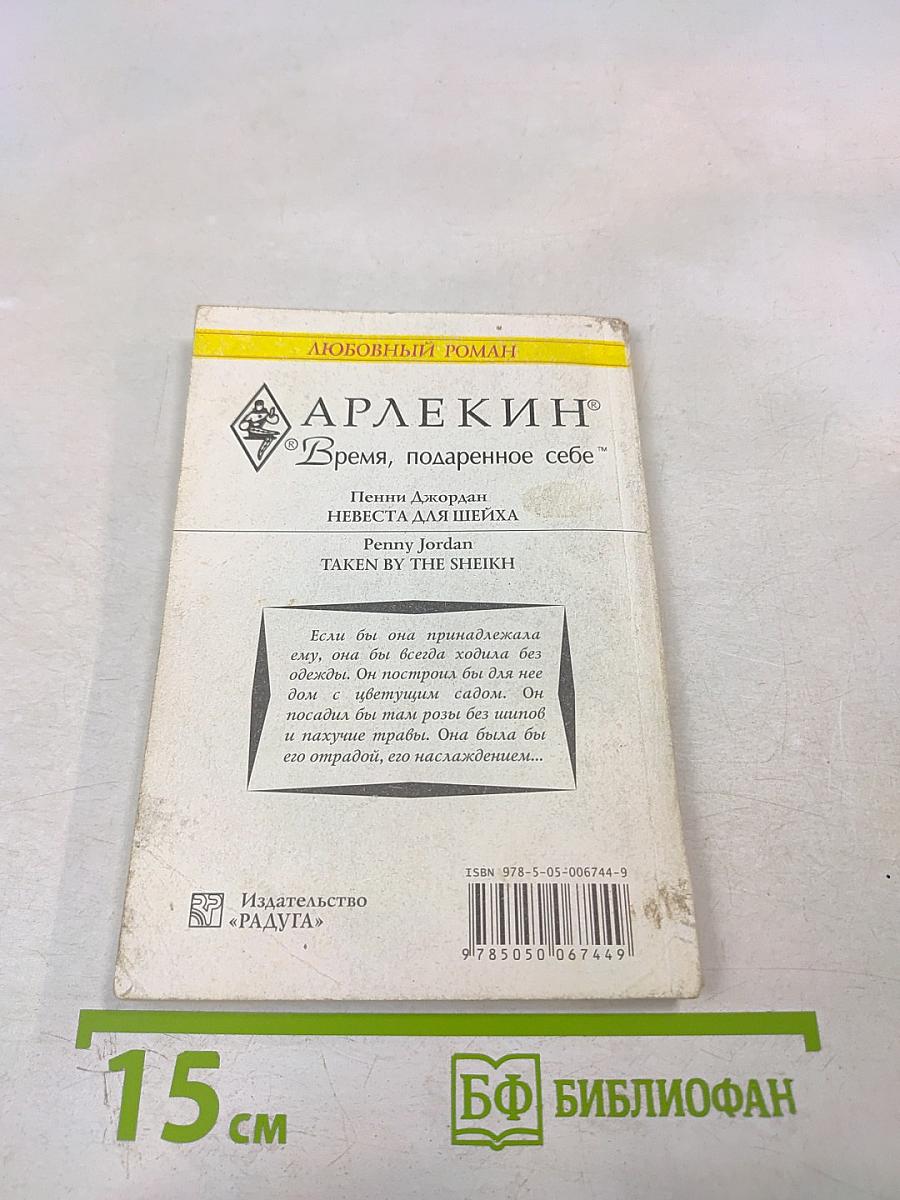 ЛЮБОВНЫЙ РОМАН
АРЛЕКИН®
® Время, подаренное себе™
Пенни Джордан
НЕВЕСТА ДЛЯ ШЕЙХА
Penny Jordan
TAKEN BY THE SHEIKH
Если бы она принадлежала
ему, она бы всегда ходила без
одежды. Он построил бы для нее
дом с цветущим садом. Он
посадил бы там розы без шипов
и пахучие травы. Она была бы
его отрадой, его наслаждением...
ISBN 978-5-05-006744-9
Издательство
«РАДУГА»
9 785050 067449
15 см
БФ БИБЛИОФАН